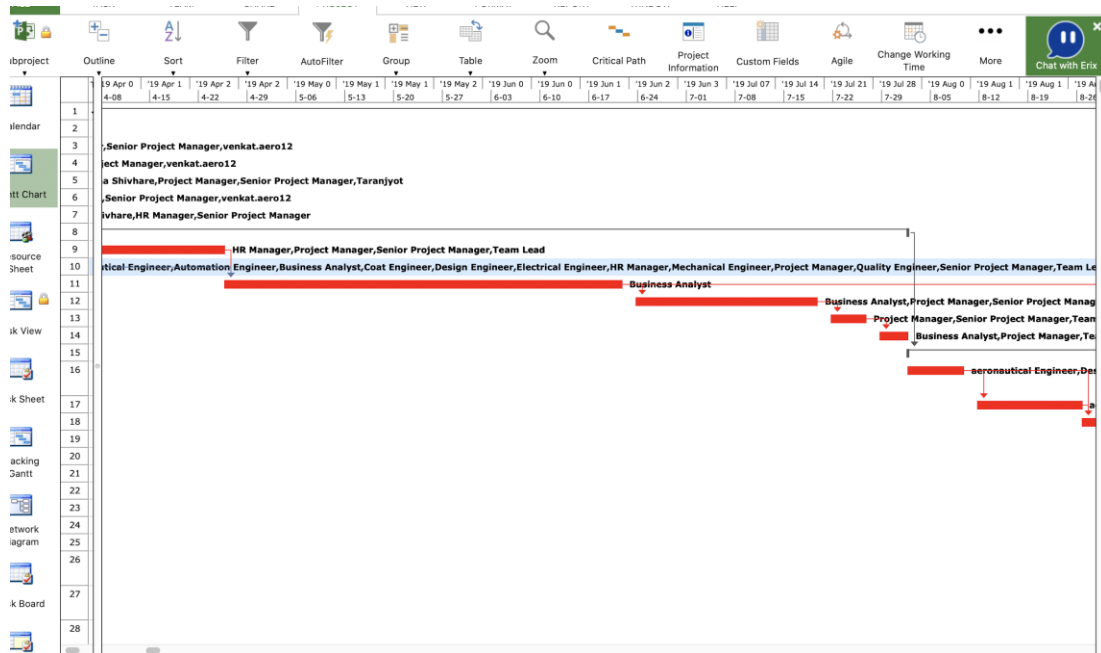 bproject
Outline
Sort
Filter
AutoFilter
Group
Table
Zoom
Critical Path
Project Information
Custom Fields
Agile
Change Working Time
More
Chat with Erix
19 Apr 0 '19 Apr 1 '19 Apr 2 '19 Apr 2 '19 May 0 '19 May 1 '19 May 1 '19 May 2 '19 Jun 0 '19 Jun 0 '19 Jun 1 '19 Jun 2 '19 Jun 3 '19 Jul 07 '19 Jul 14 '19 Jul 21 '19 Jul 28 '19 Aug 0 '19 Aug 1 '19 Aug 1 '19 A
4-08 4-15 4-22 4-29 5-06 5-13 5-20 5-27 6-03 6-10 6-17 6-24 7-01 7-08 7-15 7-22 7-29 8-05 8-12 8-19 8-26
alendar
ntt Chart
source
Sheet
sk View
sk Sheet
acking
Gantt
etwork
iagram
sk Board
1
2
3 ,Senior Project Manager,venkat.aero12
4 ject Manager,venkat.aero12
5 a Shivhare,Project Manager,Senior Project Manager,Taranjyot
6 ,Senior Project Manager,venkat.aero12
7 ivhare,HR Manager,Senior Project Manager
8
9 HR Manager,Project Manager,Senior Project Manager,Team Lead
10 utical Engineer,Automation Engineer,Business Analyst,Coat Engineer,Design Engineer,Electrical Engineer,HR Manager,Mechanical Engineer,Project Manager,Quality Engineer,Senior Project Manager,Team Le
11 Business Analyst
12 Business Analyst,Project Manager,Senior Project Manag
13 Project Manager,Senior Project Manager,Team
14 Business Analyst,Project Manager,Te
15
16 aeronautical Engineer,Des
17 a
18
19
20
21
22
23
24
25
26
27
28